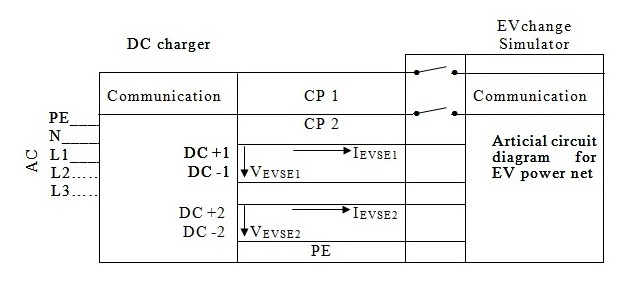 EVchange
Simulator
DC charger
Communication
CP 1
Communication
CP 2
PE
N
L1
L2.....
L3.....
AC
DC +1
DC -1
IEVSE1
VEVSE1
Articial circuit
diagram for
EV power net
DC +2
DC -2
IEVSE2
VEVSE2
PE